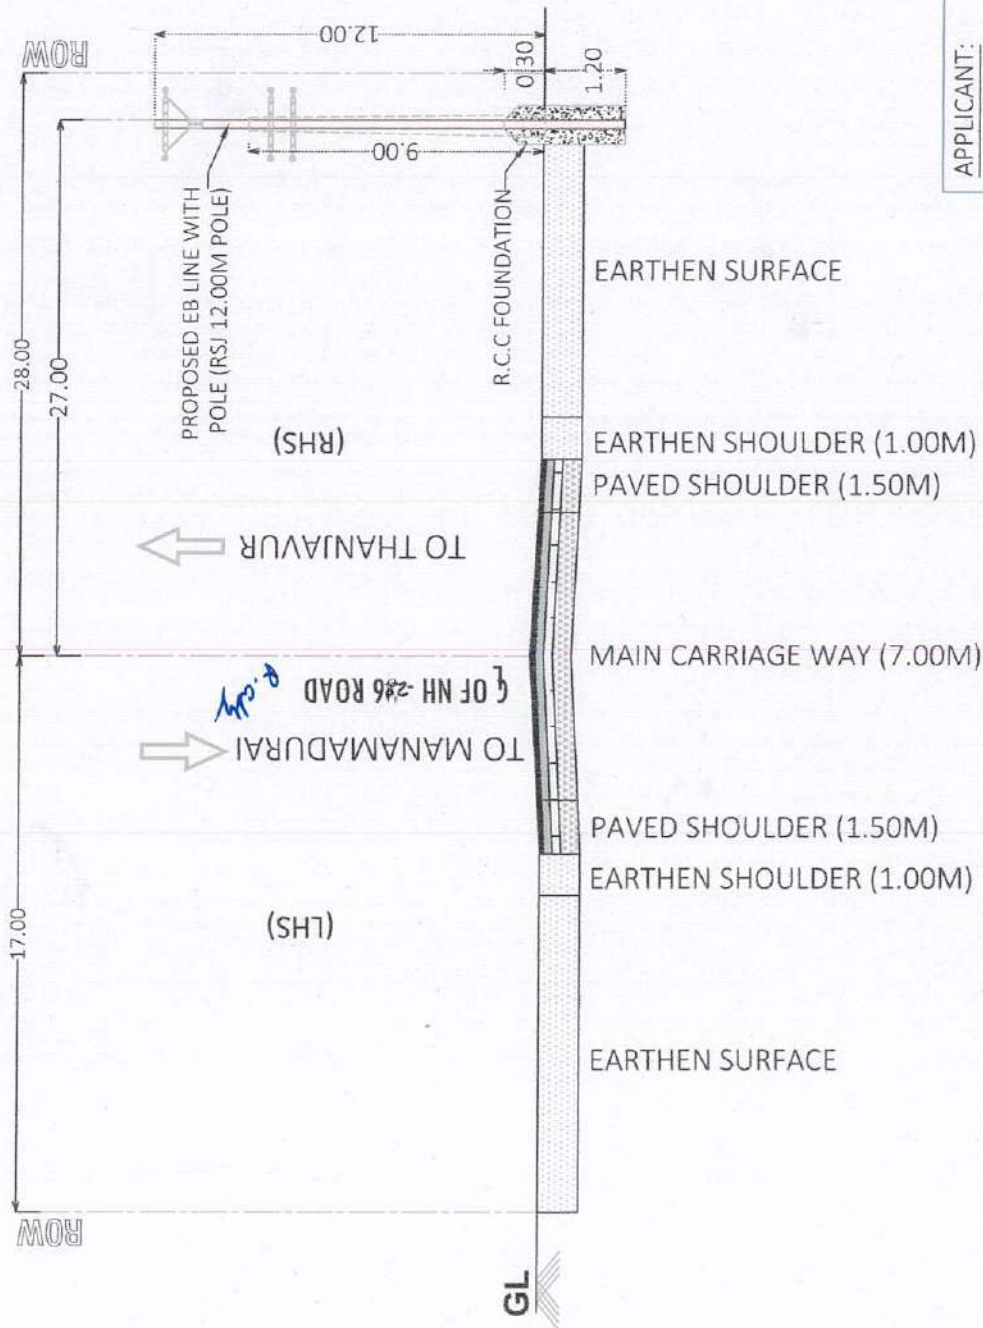 ROW
ROW
17.00
28.00
27.00
12.00
9.00
0.30
1.20
PROPOSED EB LINE WITH
POLE (RSJ 12.00M POLE)
R.C.C FOUNDATION
(LHS)
(RHS)
TO MANAMADURAI
TO THANJAVUR
℄ OF NH ROAD
GL
EARTHEN SURFACE
EARTHEN SHOULDER (1.00M)
PAVED SHOULDER (1.50M)
MAIN CARRIAGE WAY (7.00M)
PAVED SHOULDER (1.50M)
EARTHEN SHOULDER (1.00M)
EARTHEN SURFACE
APPLICANT: